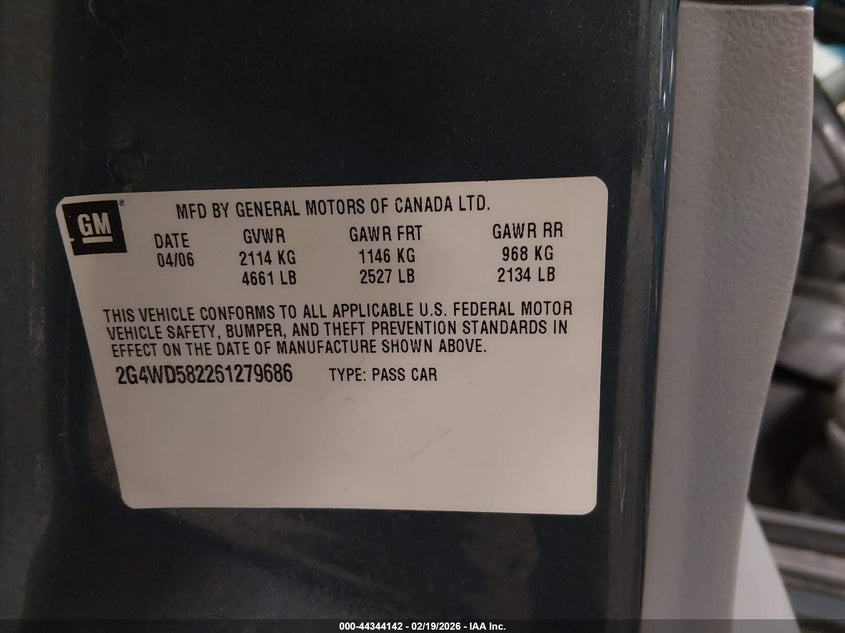 GM
MFD BY GENERAL MOTORS OF CANADA LTD.
DATE GVWR GAWR FRT GAWR RR
04/06 2114 KG 1146 KG 968 KG
4661 LB 2527 LB 2134 LB
THIS VEHICLE CONFORMS TO ALL APPLICABLE U.S. FEDERAL MOTOR
VEHICLE SAFETY, BUMPER, AND THEFT PREVENTION STANDARDS IN
EFFECT ON THE DATE OF MANUFACTURE SHOWN ABOVE.
2G4WD582261279686 TYPE: PASS CAR
000-44344142 - 02/19/2026 - IAA Inc.